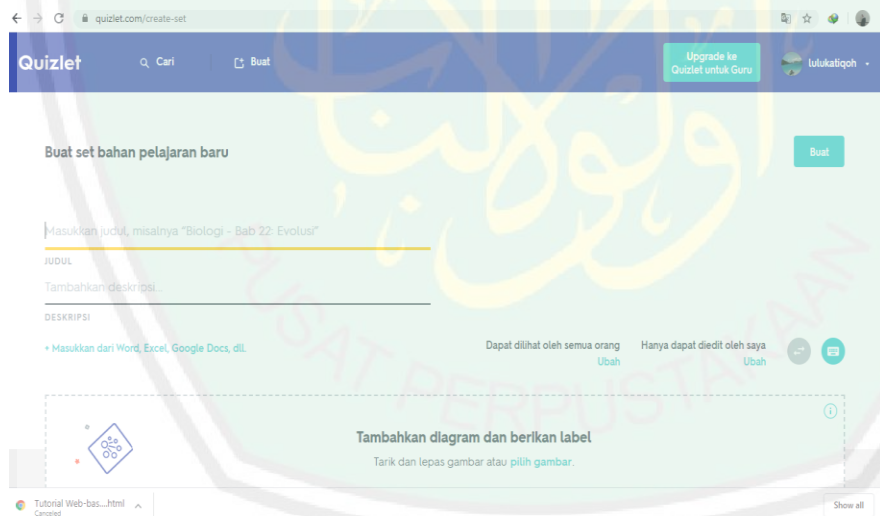 quizlet.com/create-set
Quizlet
Cari
Buat
Upgrade ke
Quizlet untuk Guru
lulukatiqoh
Buat set bahan pelajaran baru
Buat
Masukkan judul, misalnya "Biologi - Bab 22: Evolusi"
JUDUL
Tambahkan deskripsi...
DESKRIPSI
+ Masukkan dari Word, Excel, Google Docs, dll.
Dapat dilihat oleh semua orang
Ubah
Hanya dapat diedit oleh saya
Ubah
Tambahkan diagram dan berikan label
Tarik dan lepas gambar atau pilih gambar.
PUSAT PERPUSTAKAAN
Tutorial Web-bas....html
Canceled
Show all